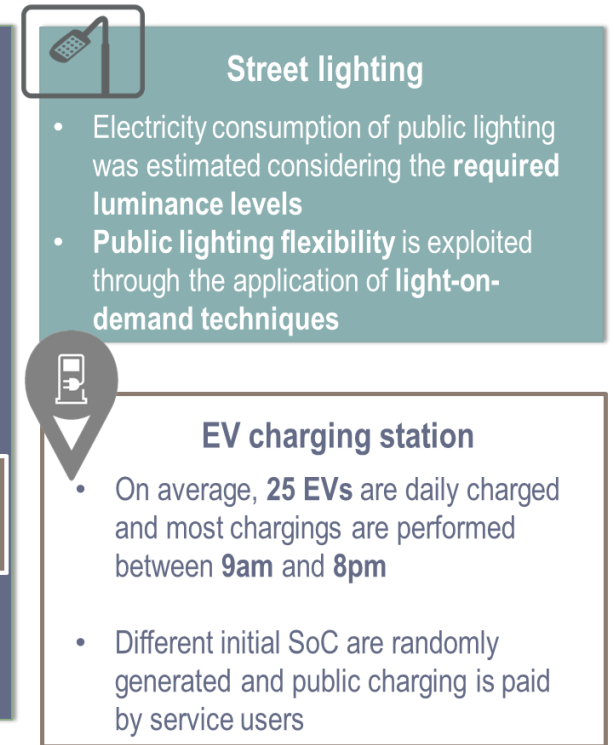 Street lighting
• Electricity consumption of public lighting
was estimated considering the required
luminance levels
• Public lighting flexibility is exploited
through the application of light-on-
demand techniques
EV charging station
• On average, 25 EVs are daily charged
and most chargings are performed
between 9am and 8pm
• Different initial SoC are randomly
generated and public charging is paid
by service users